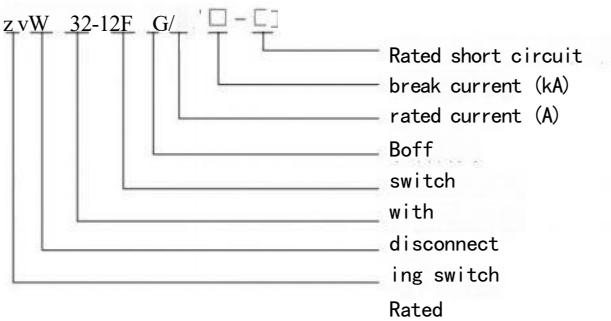 zvW 32-12F G/ □-□
Rated short circuit
break current (kA)
rated current (A)
Boff
switch
with
disconnect
ing switch
Rated